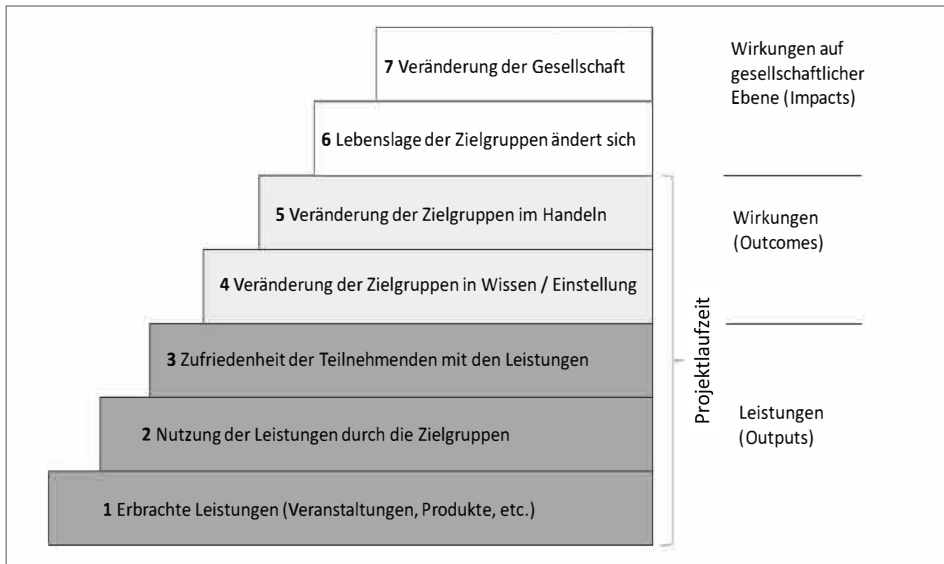 7 Veränderung der Gesellschaft
Wirkungen auf
gesellschaftlicher
Ebene (Impacts)
6 Lebenslage der Zielgruppen ändert sich
5 Veränderung der Zielgruppen im Handeln
Wirkungen
(Outcomes)
4 Veränderung der Zielgruppen in Wissen / Einstellung
Projektlaufzeit
3 Zufriedenheit der Teilnehmenden mit den Leistungen
Leistungen
(Outputs)
2 Nutzung der Leistungen durch die Zielgruppen
1 Erbrachte Leistungen (Veranstaltungen, Produkte, etc.)